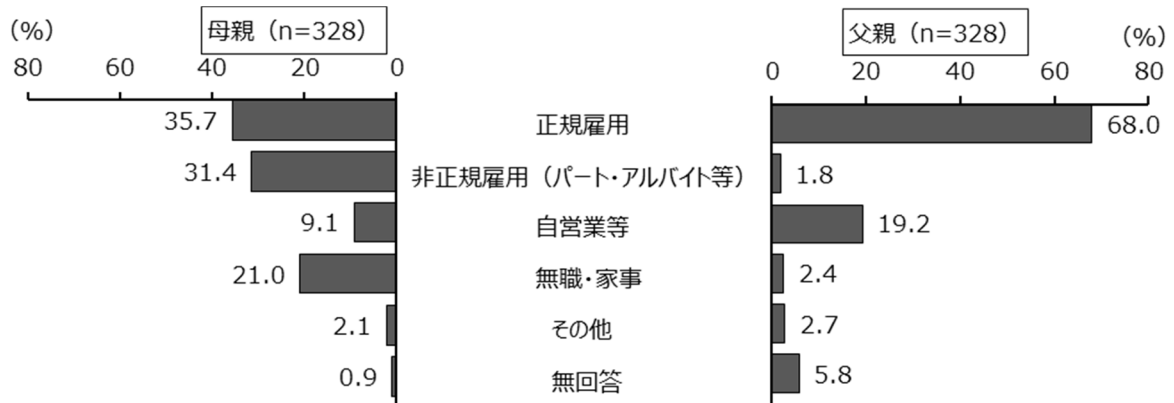 母親（n=328） 父親（n=328）
(%) (%)
80 60 40 20 0 0 20 40 60 80
35.7 正規雇用 68.0
31.4 非正規雇用（パート・アルバイト等） 1.8
9.1 自営業等 19.2
21.0 無職・家事 2.4
2.1 その他 2.7
0.9 無回答 5.8